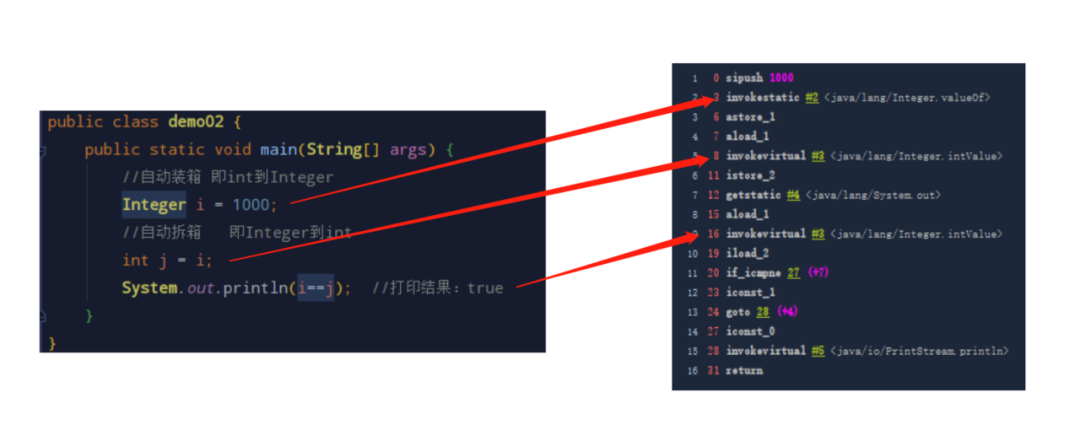 public class demo02 {
public static void main(String[] args) {
//自动装箱 即int到Integer
Integer i = 1000;
//自动拆箱 即Integer到int
int j = i;
System.out.println(i==j); //打印结果：true
}
}
1 0 sipush 1000
2 3 invokestatic #2 <java/lang/Integer.valueOf>
3 6 astore_1
4 7 aload_1
5 8 invokevirtual #3 <java/lang/Integer.intValue>
6 11 istore_2
7 12 getstatic #4 <java/lang/System.out>
8 15 aload_1
9 16 invokevirtual #3 <java/lang/Integer.intValue>
10 19 iload_2
11 20 if_icmpne 27 (+7)
12 23 iconst_1
13 24 goto 28 (+4)
14 27 iconst_0
15 28 invokevirtual #5 <java/io/PrintStream.println>
16 31 return